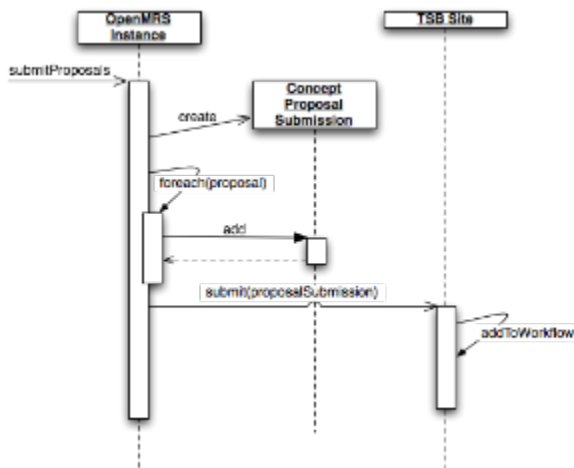 OpenMRS
Instance
TSB Site
submitProposals
Concept
Proposal
Submission
create
foreach(proposal)
add
submit(proposalSubmission)
addToWorkflow